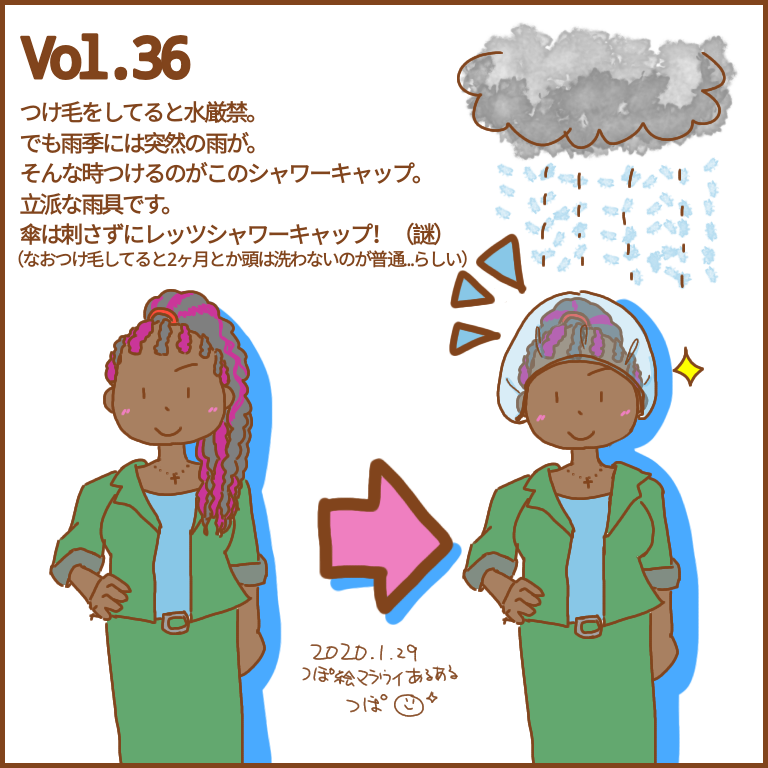 Vol.36
つけ毛をしてると水厳禁。
でも雨季には突然の雨が。
そんな時つけるのがこのシャワーキャップ。
立派な雨具です。
傘は刺さずにレッツシャワーキャップ!（謎）
（なおつけ毛してると2ヶ月とか頭は洗わないのが普通...らしい）
2020.1.29
つぽ絵マラウイあるある
つぽ